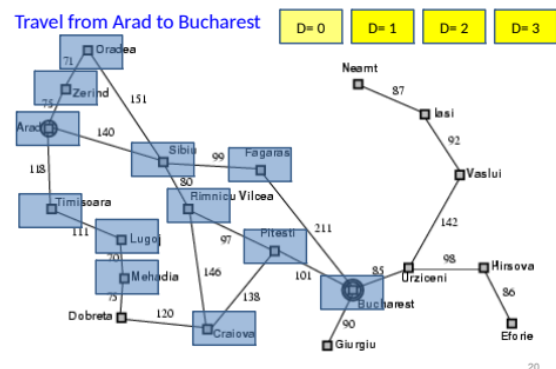 Travel from Arad to Bucharest
D= 0
D= 1
D= 2
D= 3
Oradea
71
Neamt
Zerind
87
75
151
Iasi
Arad
140
92
Sibiu
99
Fagaras
118
80
Vaslui
Timisoara
Rimnicu Vilcea
111
Lugoj
97
Pitesti
211
142
70
98
Hirsova
Mehadia
146
101
85
Urziceni
75
138
86
Bucharest
Dobreta
120
90
Craiova
Eforie
Giurgiu
20